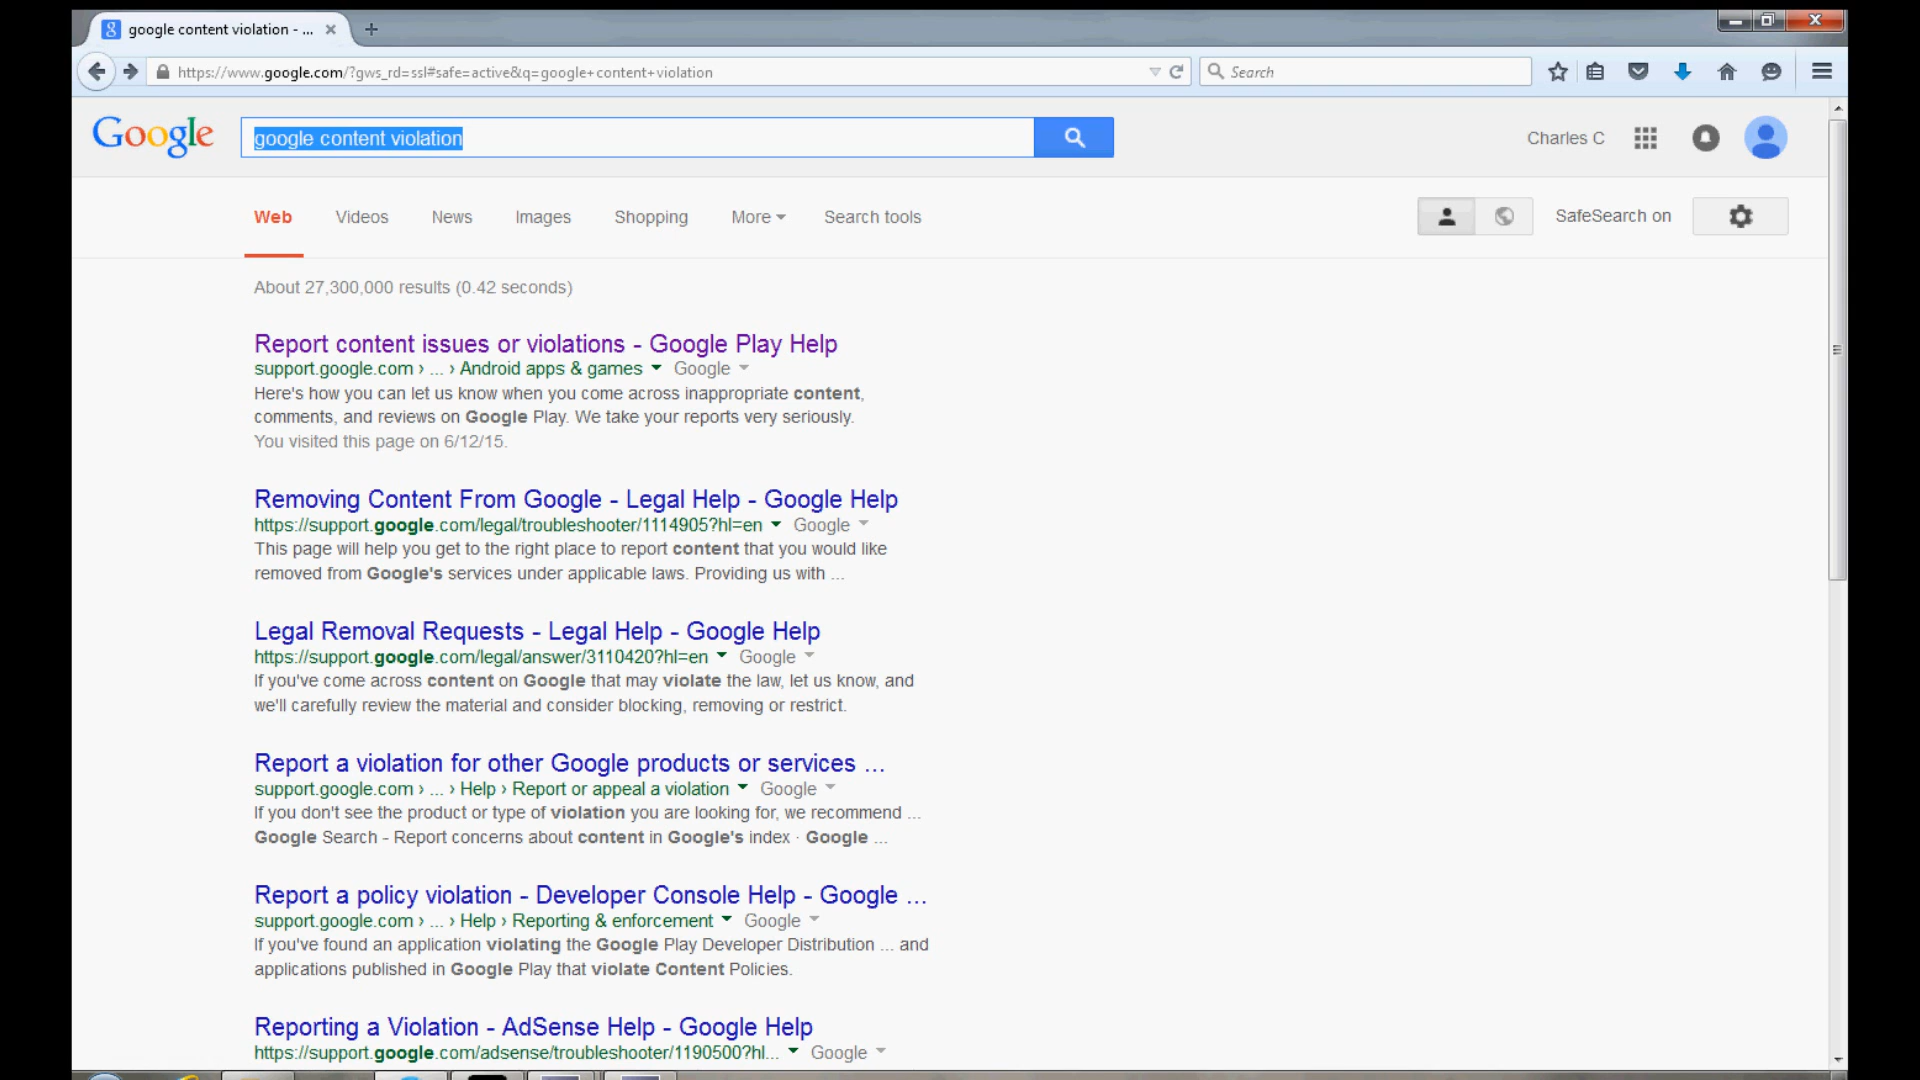 google content violation - ...
https://www.google.com/?gws_rd=ssl#safe=active&q=google+content+violation
Search
Google
google content violation
Charles C
Web
Videos
News
Images
Shopping
More
Search tools
SafeSearch on
About 27,300,000 results (0.42 seconds)
Report content issues or violations - Google Play Help
support.google.com › ... › Android apps & games Google
Here's how you can let us know when you come across inappropriate content,
comments, and reviews on Google Play. We take your reports very seriously.
You visited this page on 6/12/15.
Removing Content From Google - Legal Help - Google Help
https://support.google.com/legal/troubleshooter/1114905?hl=en Google
This page will help you get to the right place to report content that you would like
removed from Google's services under applicable laws. Providing us with ...
Legal Removal Requests - Legal Help - Google Help
https://support.google.com/legal/answer/3110420?hl=en Google
If you've come across content on Google that may violate the law, let us know, and
we'll carefully review the material and consider blocking, removing or restrict.
Report a violation for other Google products or services ...
support.google.com › ... › Help › Report or appeal a violation Google
If you don't see the product or type of violation you are looking for, we recommend ...
Google Search - Report concerns about content in Google's index · Google ...
Report a policy violation - Developer Console Help - Google ...
support.google.com › ... › Help › Reporting & enforcement Google
If you've found an application violating the Google Play Developer Distribution ... and
applications published in Google Play that violate Content Policies.
Reporting a Violation - AdSense Help - Google Help
https://support.google.com/adsense/troubleshooter/1190500?hl... Google